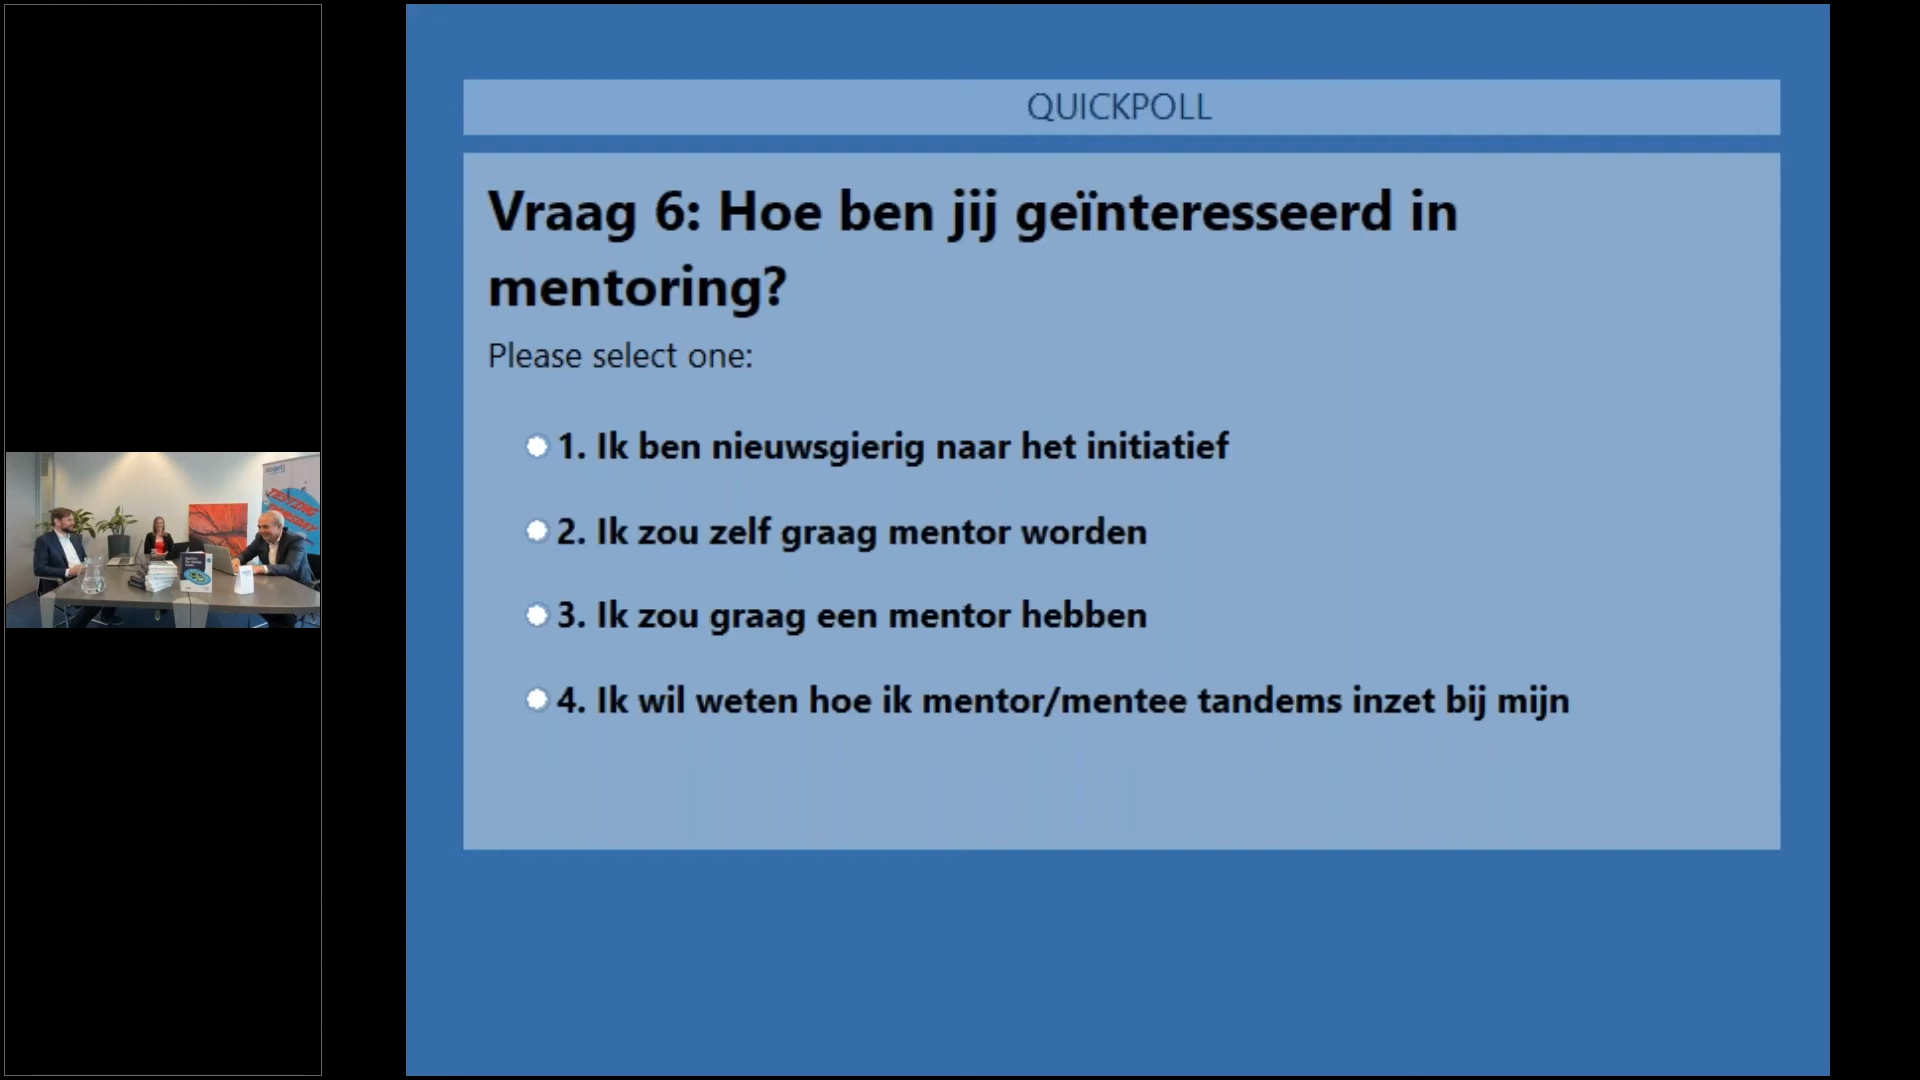 QUICKPOLL
Vraag 6: Hoe ben jij geïnteresseerd in
mentoring?
Please select one:
1. Ik ben nieuwsgierig naar het initiatief
2. Ik zou zelf graag mentor worden
3. Ik zou graag een mentor hebben
4. Ik wil weten hoe ik mentor/mentee tandems inzet bij mijn
sogeti
TESTING